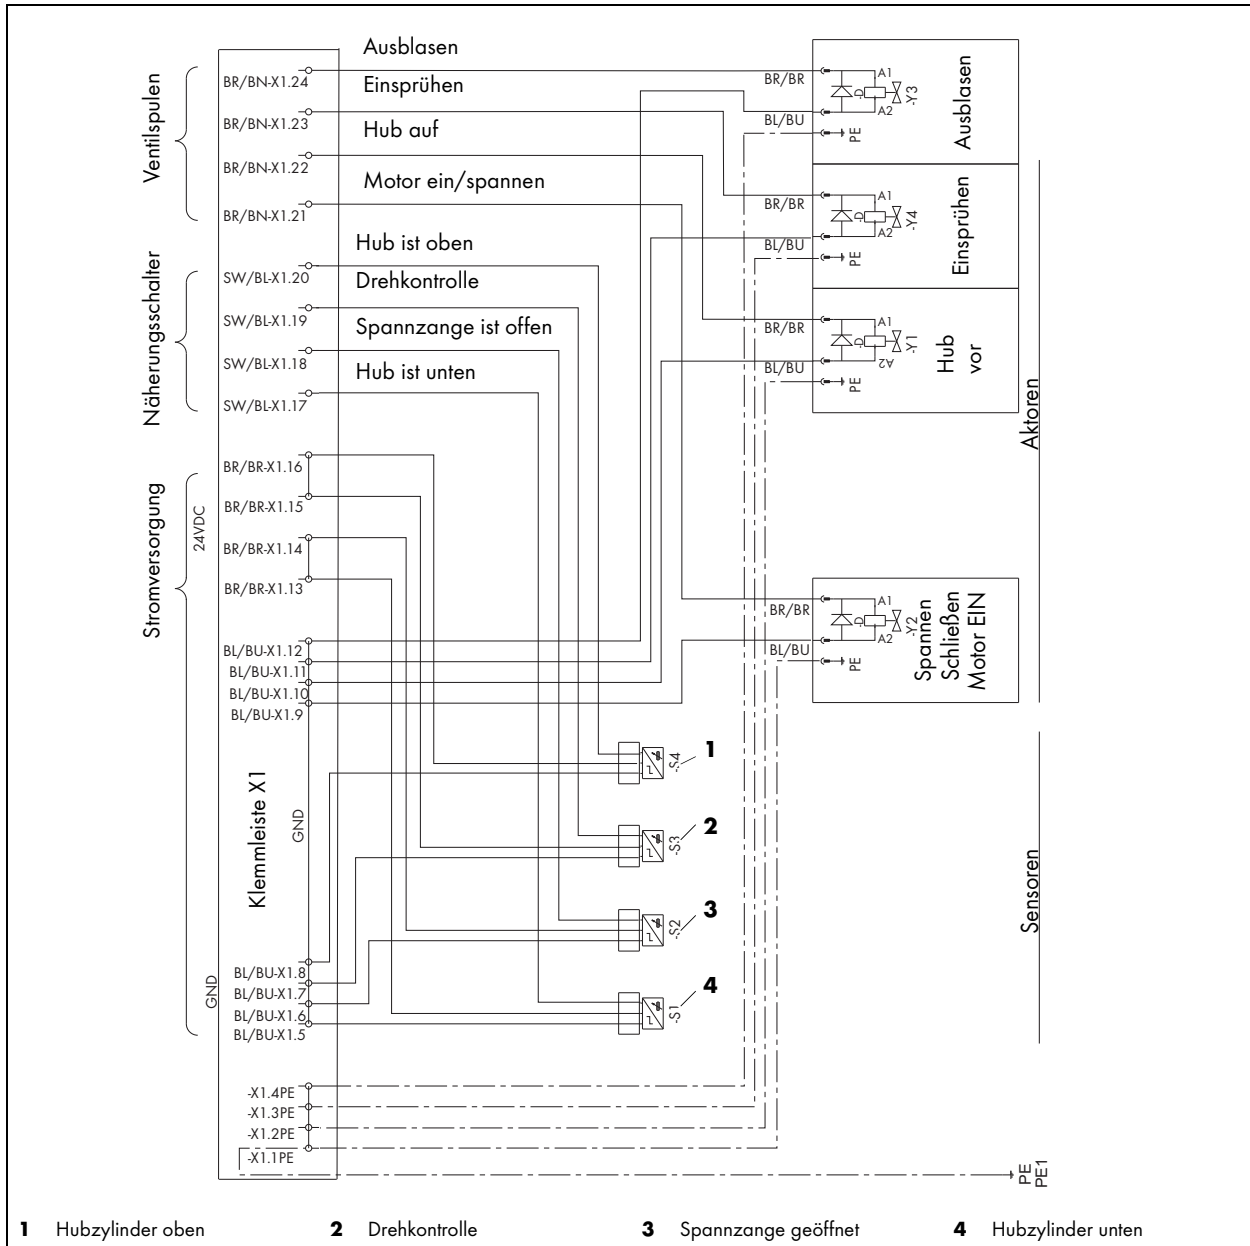 Ventilspulen
Näherungsschalter
Stromversorgung
24VDC
GND
BR/BN-X1.24
BR/BN-X1.23
BR/BN-X1.22
BR/BN-X1.21
SW/BL-X1.20
SW/BL-X1.19
SW/BL-X1.18
SW/BL-X1.17
BR/BR-X1.16
BR/BR-X1.15
BR/BR-X1.14
BR/BR-X1.13
BL/BU-X1.12
BL/BU-X1.11
BL/BU-X1.10
BL/BU-X1.9
Klemmleiste X1
GND
BL/BU-X1.8
BL/BU-X1.7
BL/BU-X1.6
BL/BU-X1.5
-X1.4PE
-X1.3PE
-X1.2PE
-X1.1PE
Ausblasen
Einsprühen
Hub auf
Motor ein/spannen
Hub ist oben
Drehkontrolle
Spannzange ist offen
Hub ist unten
BR/BR
BL/BU
A1
A2
-D
-Y3
PE
Ausblasen
BR/BR
BL/BU
A1
A2
-D
-Y4
PE
Einsprühen
BR/BR
BL/BU
A1
A2
-D
-Y1
PE
Hub
vor
Aktoren
BR/BR
BL/BU
A1
A2
-D
-Y2
PE
Spannen
Schließen
Motor EIN
-S4
1
-S3
2
-S2
3
-S1
4
Sensoren
PE
PE1
1 Hubzylinder oben
2 Drehkontrolle
3 Spannzange geöffnet
4 Hubzylinder unten